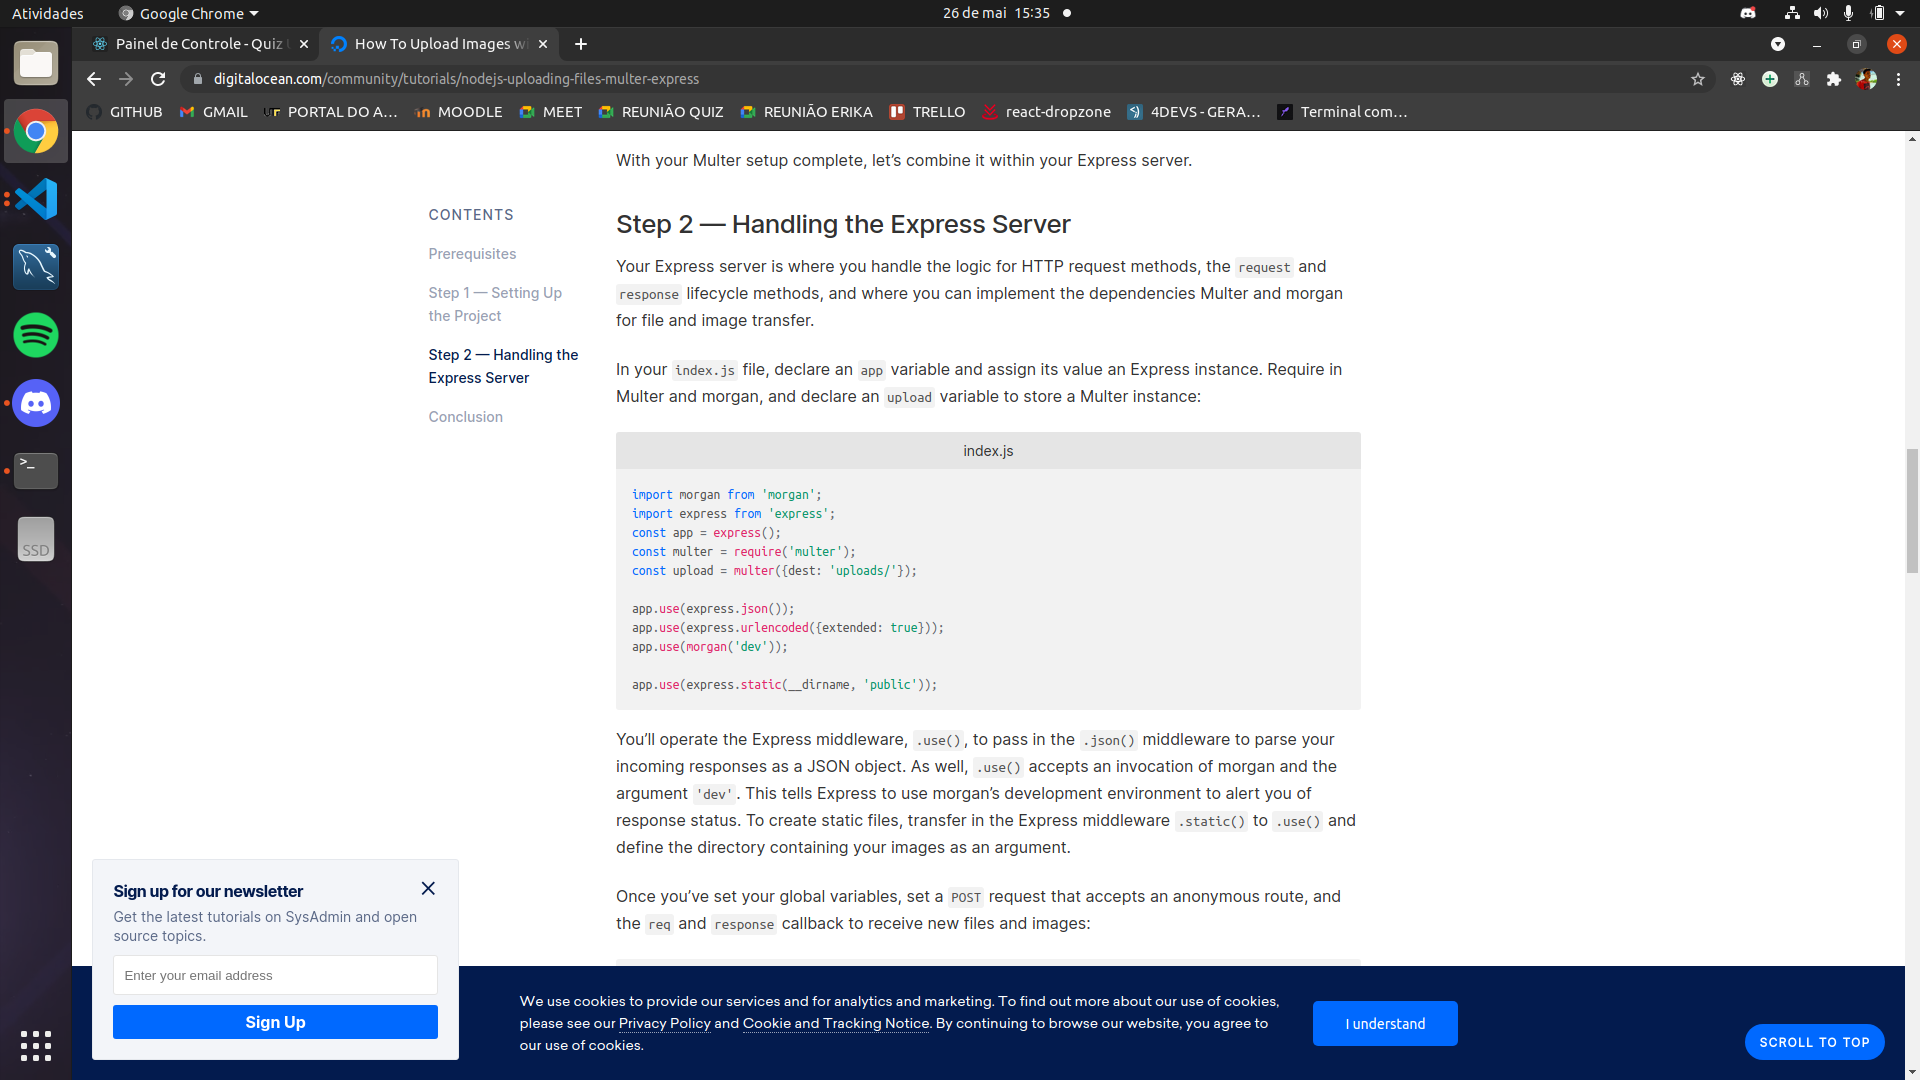 Atividades
Google Chrome
26 de mai 15:35
Painel de Controle - Quiz
How To Upload Images wi
digitalocean.com/community/tutorials/nodejs-uploading-files-multer-express
GITHUB
GMAIL
PORTAL DO A...
MOODLE
MEET
REUNIÃO QUIZ
REUNIÃO ERIKA
TRELLO
react-dropzone
4DEVS - GERA...
Terminal com...
With your Multer setup complete, let’s combine it within your Express server.
CONTENTS
Prerequisites
Step 1 — Setting Up
the Project
Step 2 — Handling the
Express Server
Conclusion
Step 2 — Handling the Express Server
Your Express server is where you handle the logic for HTTP request methods, the request and
response lifecycle methods, and where you can implement the dependencies Multer and morgan
for file and image transfer.
In your index.js file, declare an app variable and assign its value an Express instance. Require in
Multer and morgan, and declare an upload variable to store a Multer instance:
index.js
import morgan from 'morgan';
import express from 'express';
const app = express();
const multer = require('multer');
const upload = multer({dest: 'uploads/'});
app.use(express.json());
app.use(express.urlencoded({extended: true}));
app.use(morgan('dev'));
app.use(express.static(__dirname, 'public'));
You’ll operate the Express middleware, .use(), to pass in the .json() middleware to parse your
incoming responses as a JSON object. As well, .use() accepts an invocation of morgan and the
argument 'dev'. This tells Express to use morgan’s development environment to alert you of
response status. To create static files, transfer in the Express middleware .static() to .use() and
define the directory containing your images as an argument.
Once you’ve set your global variables, set a POST request that accepts an anonymous route, and
the req and response callback to receive new files and images:
SSD
Sign up for our newsletter
Get the latest tutorials on SysAdmin and open
source topics.
Enter your email address
Sign Up
We use cookies to provide our services and for analytics and marketing. To find out more about our use of cookies,
please see our Privacy Policy and Cookie and Tracking Notice. By continuing to browse our website, you agree to
our use of cookies.
I understand
SCROLL TO TOP